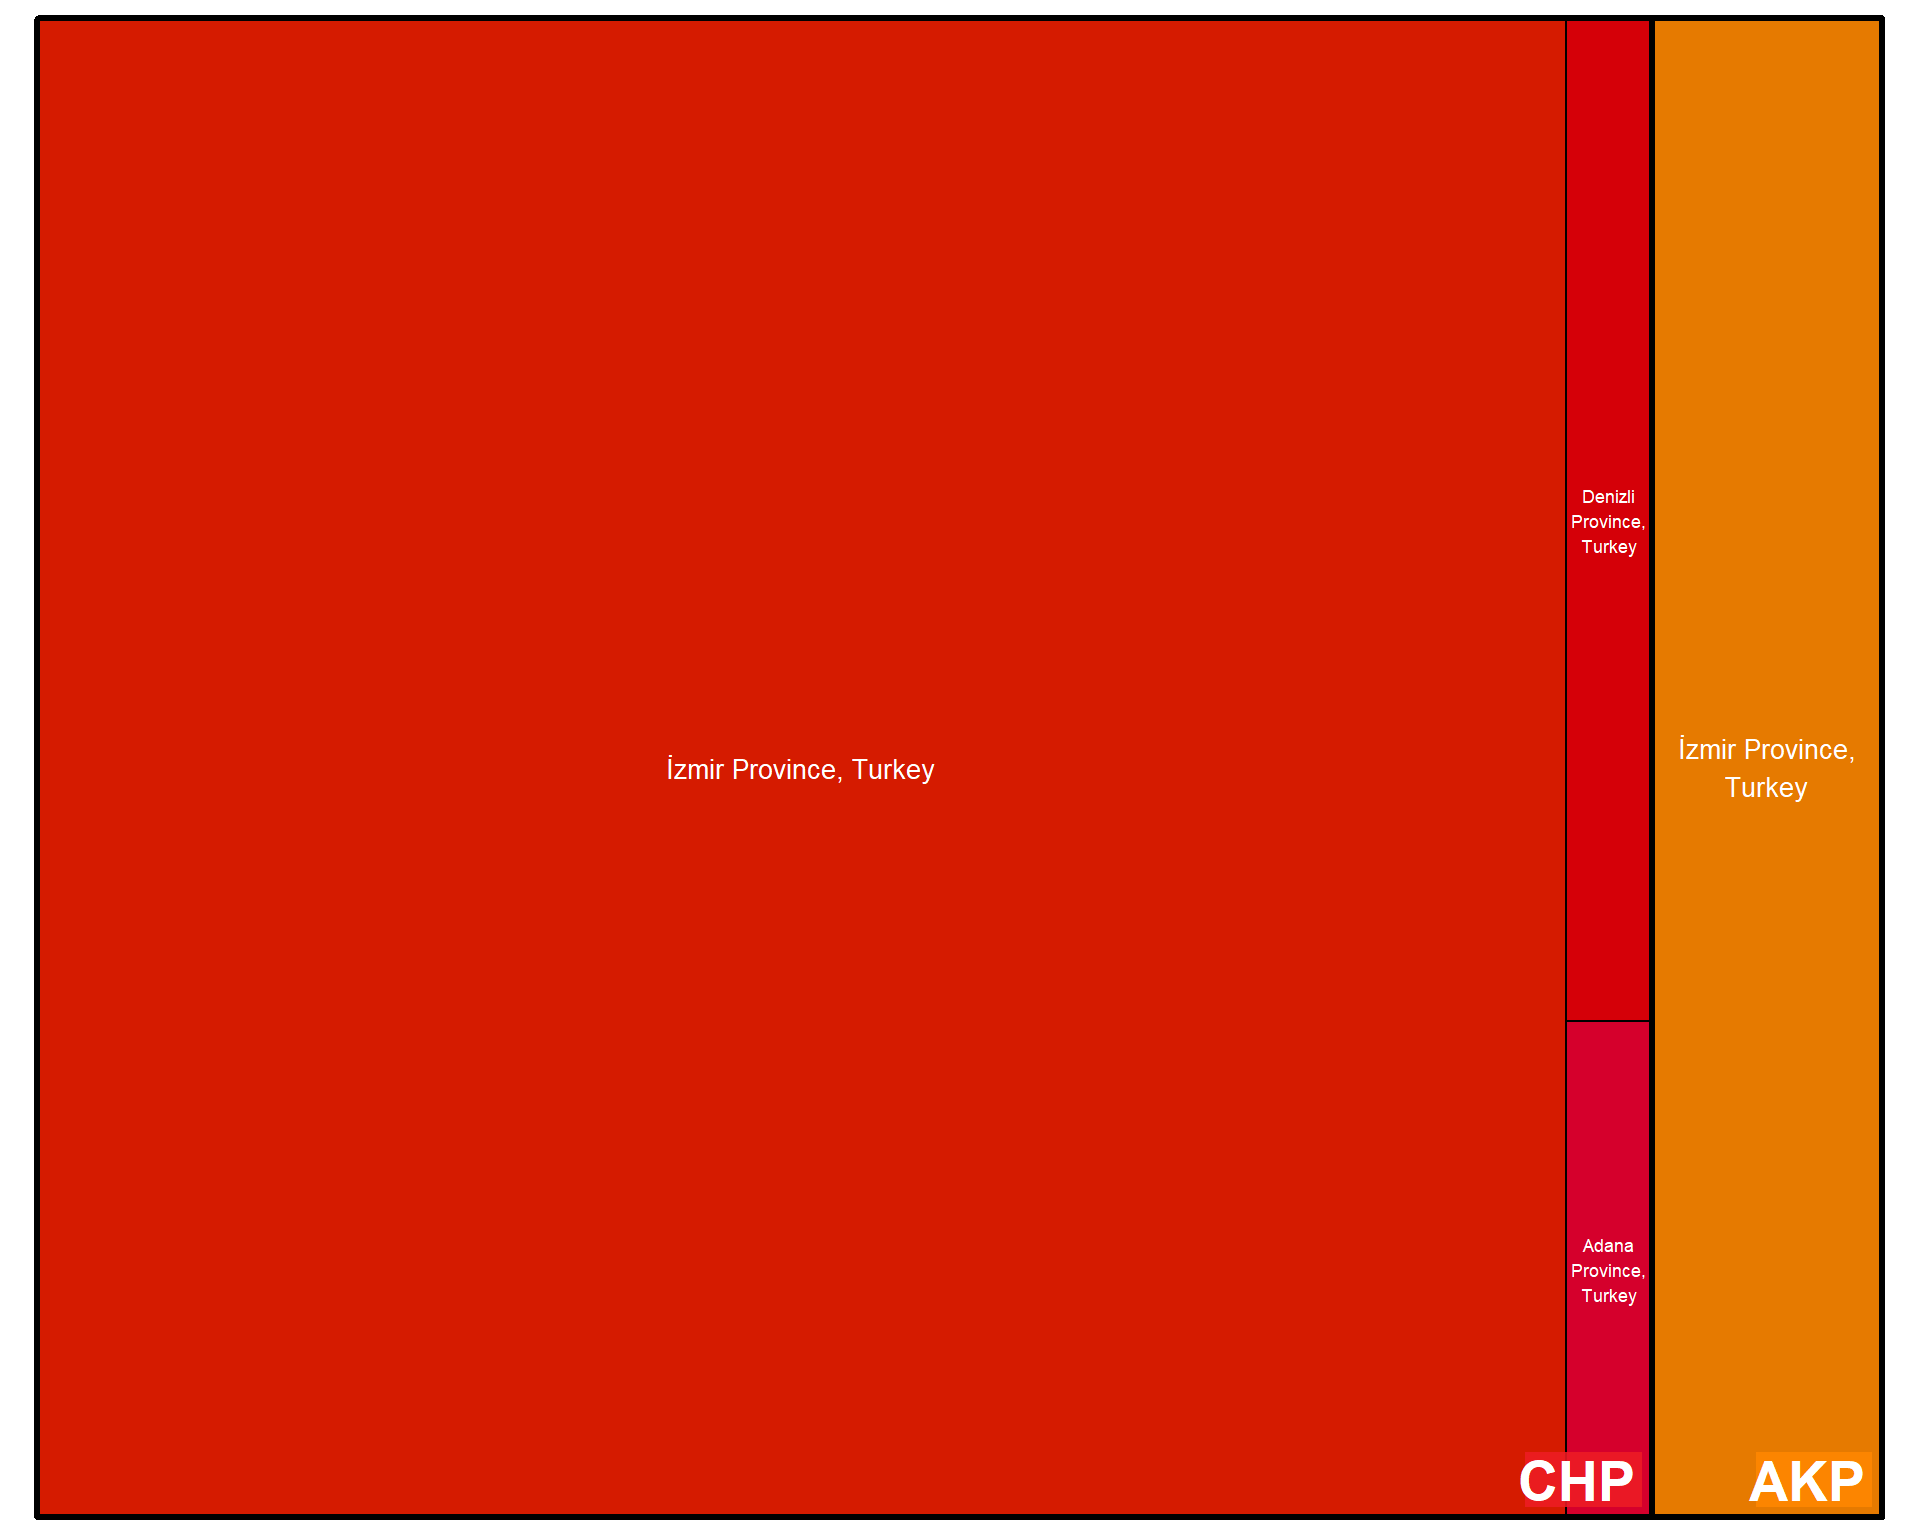 İzmir Province, Turkey
Denizli
Province,
Turkey
Adana
Province,
Turkey
CHP
İzmir Province,
Turkey
AKP